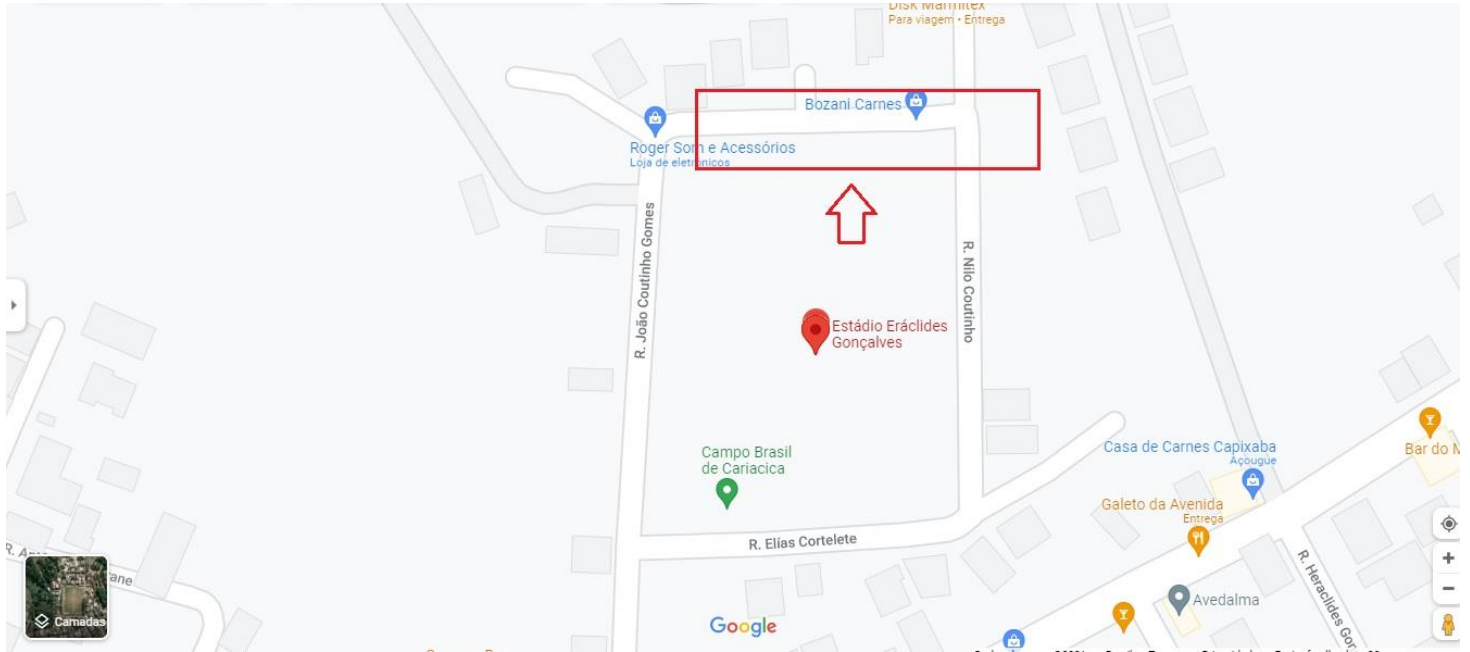 Disk Marmitex
Para viagem • Entrega
Bozani Carnes
Roger Som e Acessórios
Loja de eletrônicos
R. João Coutinho Gomes
R. Nilo Coutinho
Estádio Eráclides
Gonçalves
Campo Brasil
de Cariacica
Casa de Carnes Capixaba
Açougue
Bar do
Galeto da Avenida
Entrega
R. Elías Cortelete
R. Heraclides
Avedalma
Camadas
Google